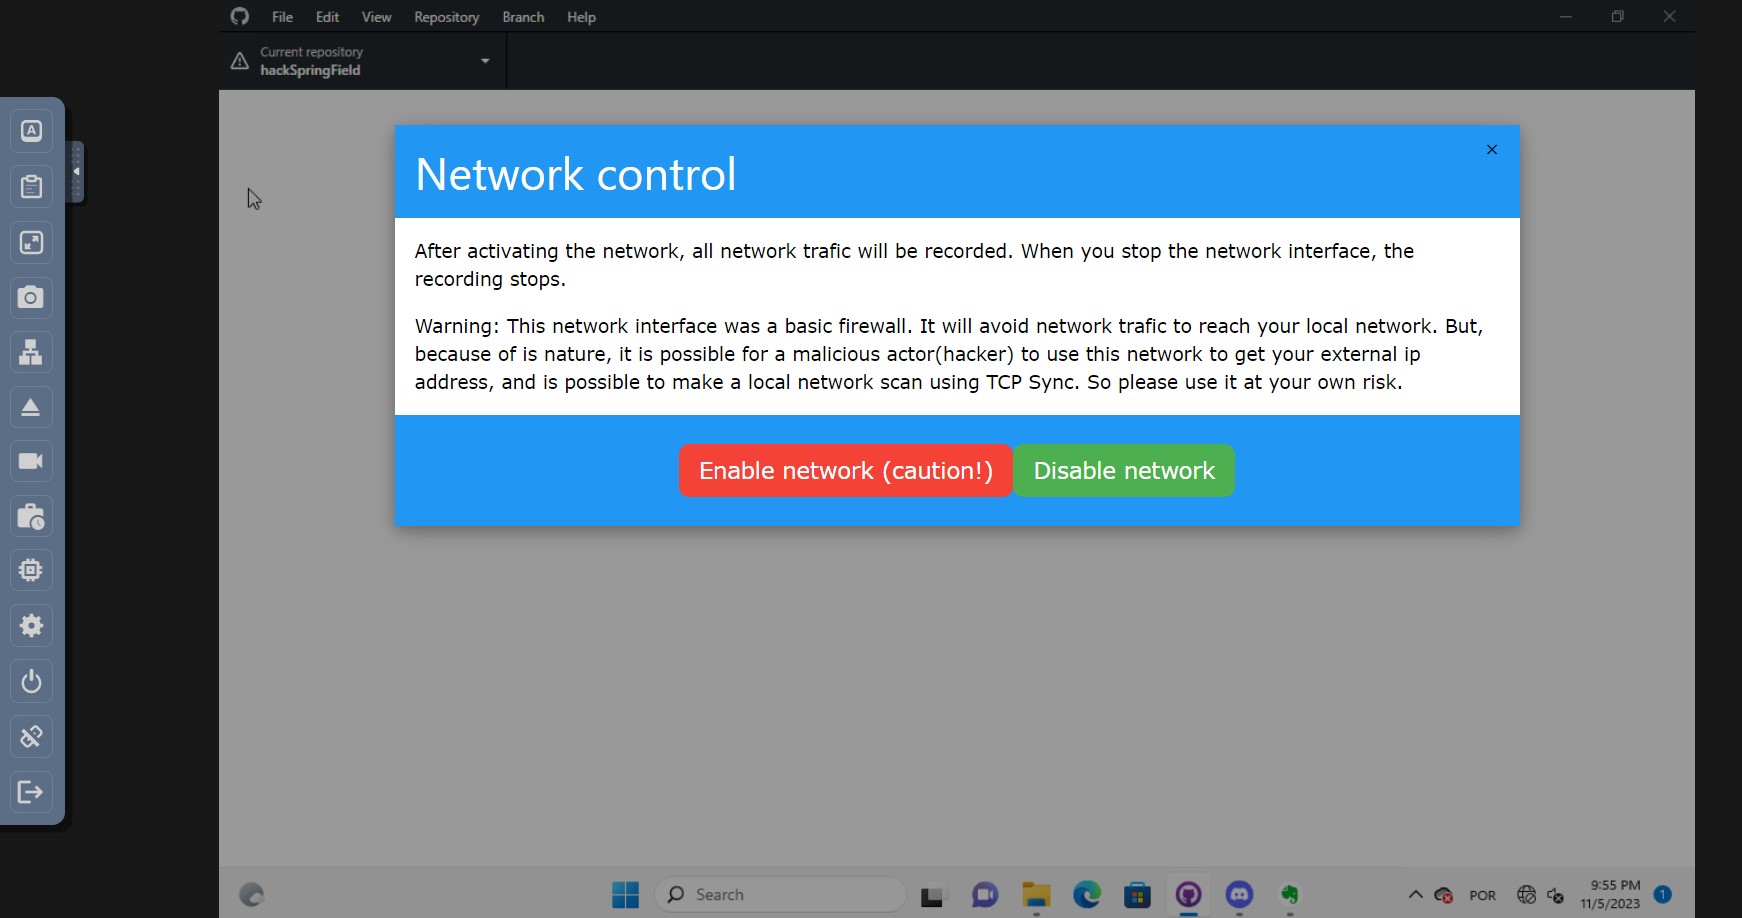 File Edit View Repository Branch Help
Current repository
hackSpringField
A
Network control
After activating the network, all network trafic will be recorded. When you stop the network interface, the
recording stops.
Warning: This network interface was a basic firewall. It will avoid network trafic to reach your local network. But,
because of is nature, it is possible for a malicious actor(hacker) to use this network to get your external ip
address, and is possible to make a local network scan using TCP Sync. So please use it at your own risk.
Enable network (caution!) Disable network
Search
POR
9:55 PM
11/5/2023
1